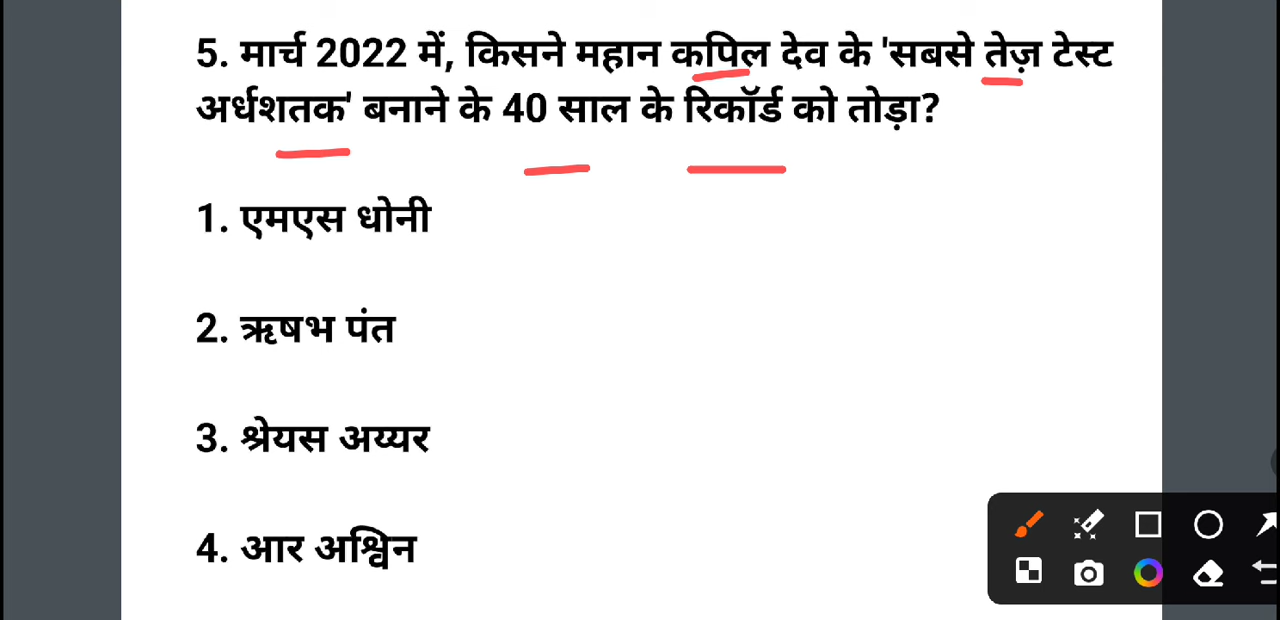 5. मार्च 2022 में, किसने महान कपिल देव के 'सबसे तेज़ टेस्ट
अर्धशतक' बनाने के 40 साल के रिकॉर्ड को तोड़ा?
1. एमएस धोनी
2. ऋषभ पंत
3. श्रेयस अय्यर
4. आर अश्विन